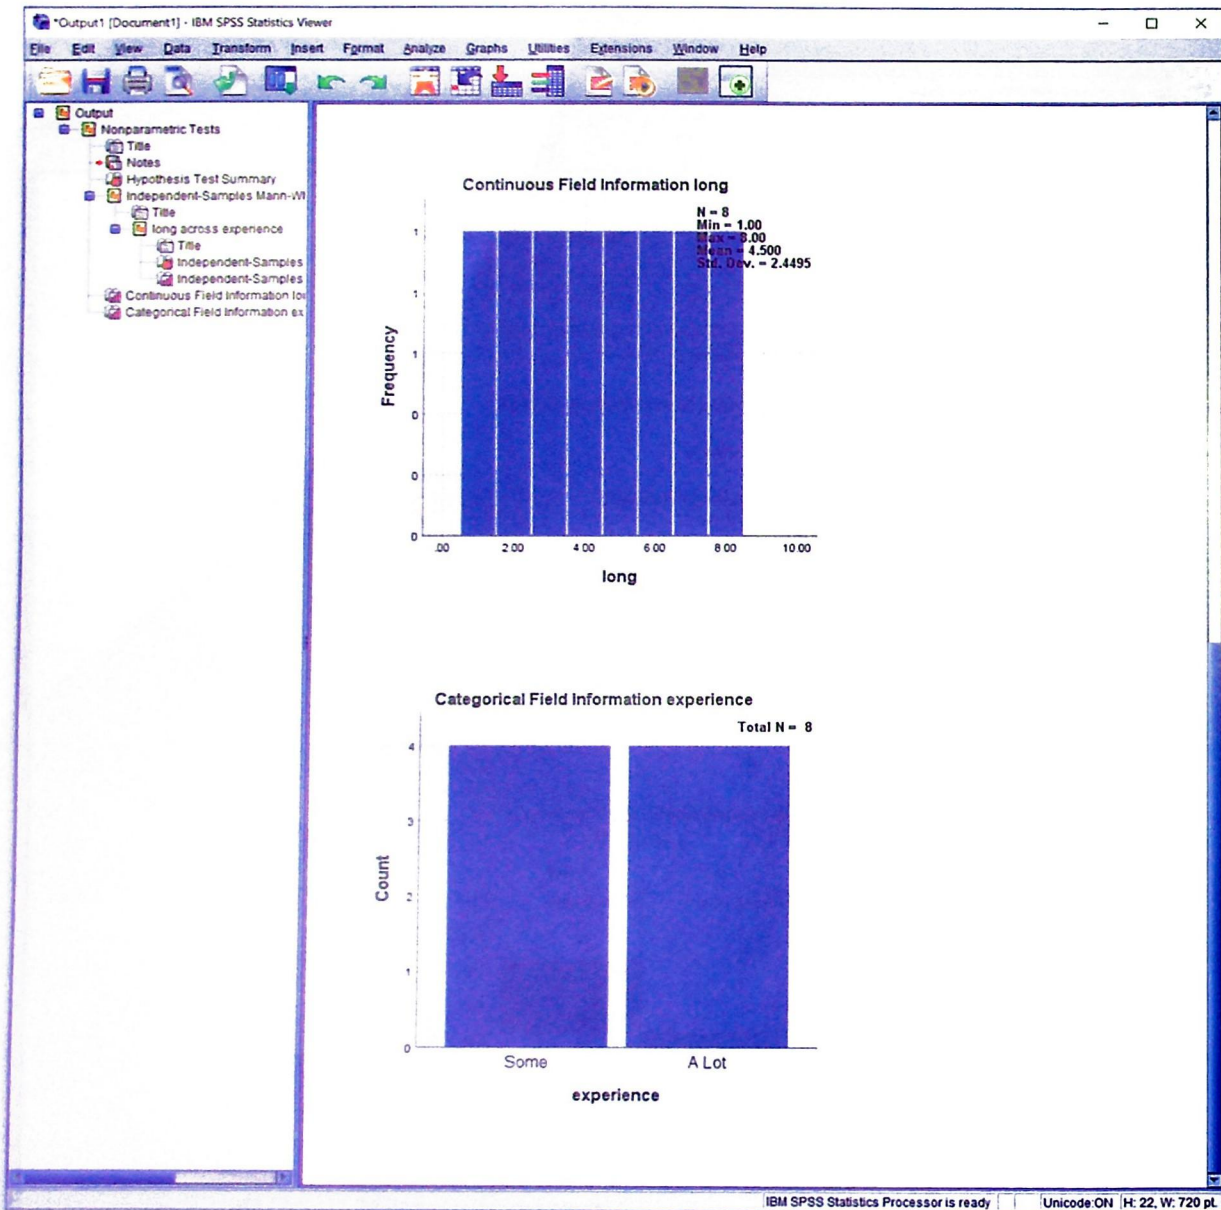 *Output1 [Document1] - IBM SPSS Statistics Viewer
File Edit View Data Transform Insert Format Analyze Graphs Utilities Extensions Window Help
Output
Nonparametric Tests
Title
Notes
Hypothesis Test Summary
Independent-Samples Mann-Wh
Title
long across experience
Title
Independent-Samples
Independent-Samples
Continuous Field Information lon
Categorical Field Information ex
Continuous Field Information long
N = 8
Min = 1.00
Max = 8.00
Mean = 4.500
Std. Dev. = 2.4495
1
1
1
0
0
0
Frequency
.00 2.00 4.00 6.00 8.00 10.00
long
Categorical Field Information experience
Total N = 8
4
3
2
1
0
Count
Some A Lot
experience
IBM SPSS Statistics Processor is ready Unicode:ON H: 22, W: 720 pt.